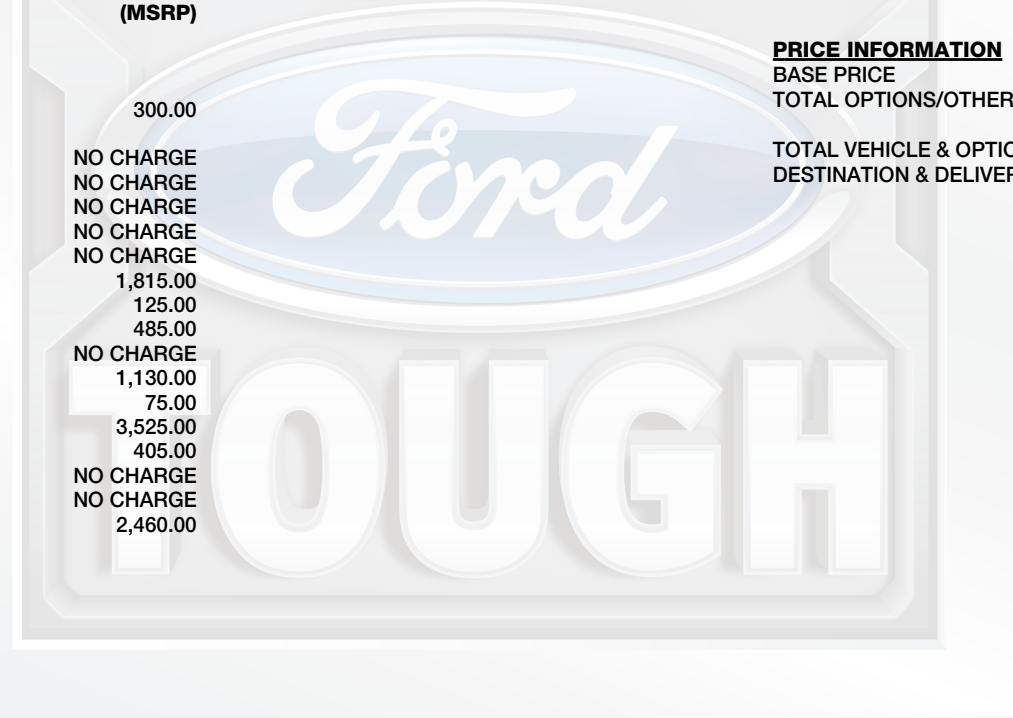 (MSRP)
300.00
NO CHARGE
NO CHARGE
NO CHARGE
NO CHARGE
NO CHARGE
1,815.00
125.00
485.00
NO CHARGE
1,130.00
75.00
3,525.00
405.00
NO CHARGE
NO CHARGE
2,460.00
PRICE INFORMATION
BASE PRICE
TOTAL OPTIONS/OTHER
TOTAL VEHICLE & OPTIO
DESTINATION & DELIVER
Ford
TOUGH